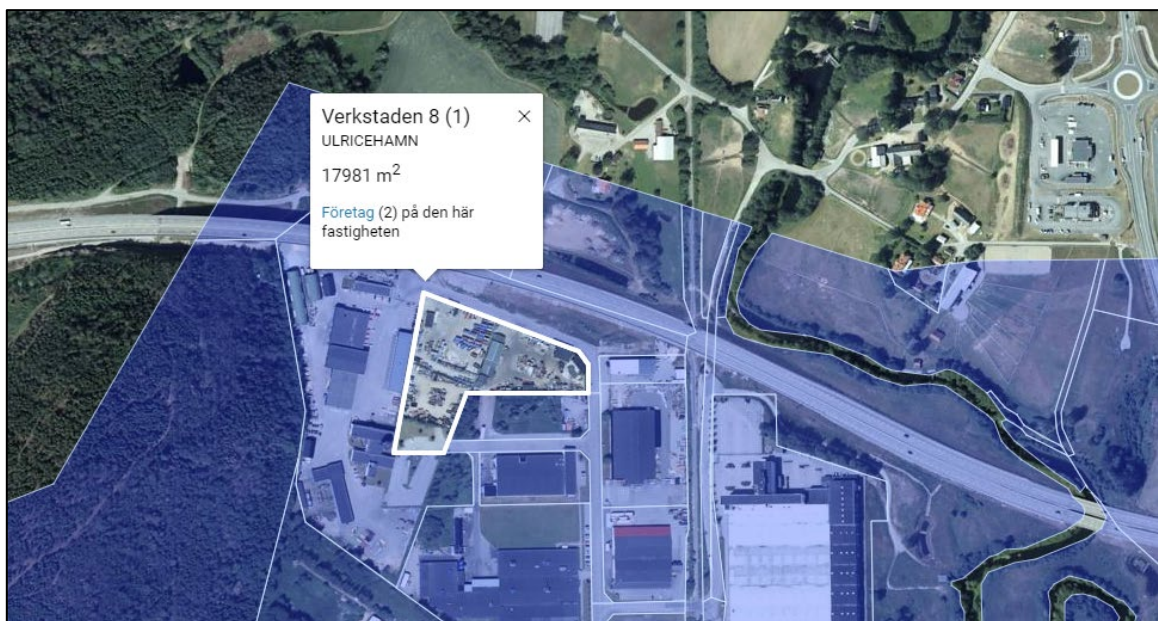 Verkstaden 8 (1)
ULRICEHAMN
17981 m²
Företag (2) på den här
fastigheten